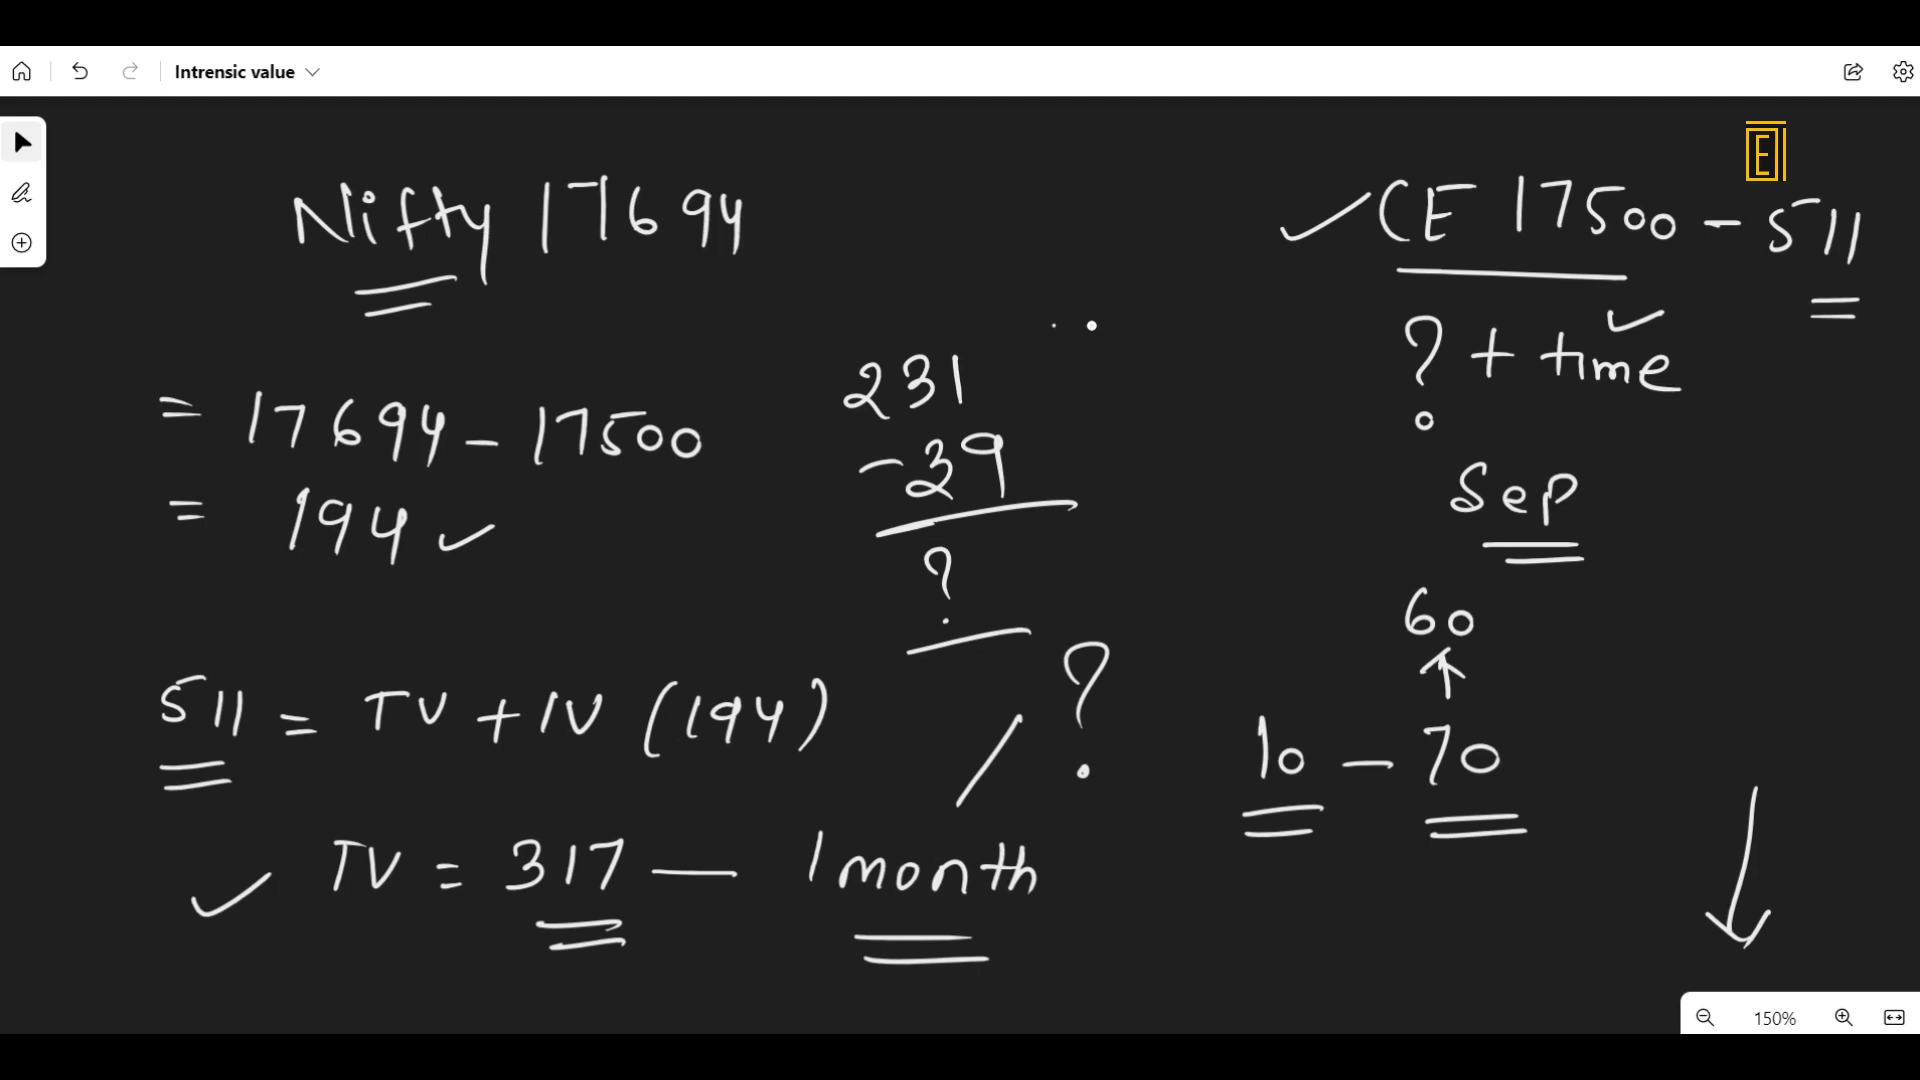 Intrensic value
E
Nifty 17694
= 17694 - 17500
= 194 ✓
231
- 39
?
511 = TV + IV (194)
?
✓ TV = 317 — 1 month
✓ CE 17500 - 511
? + time ✓
Sep
60
↑
10 - 70
150%